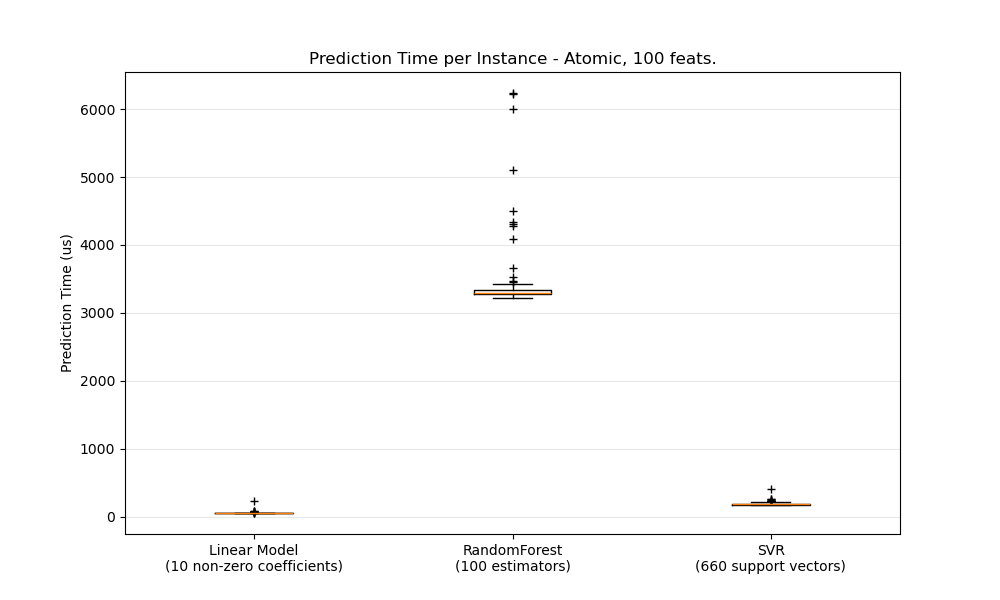 Prediction Time per Instance - Atomic, 100 feats.
Prediction Time (us)
6000
5000
4000
3000
2000
1000
0
Linear Model
(10 non-zero coefficients)
RandomForest
(100 estimators)
SVR
(660 support vectors)